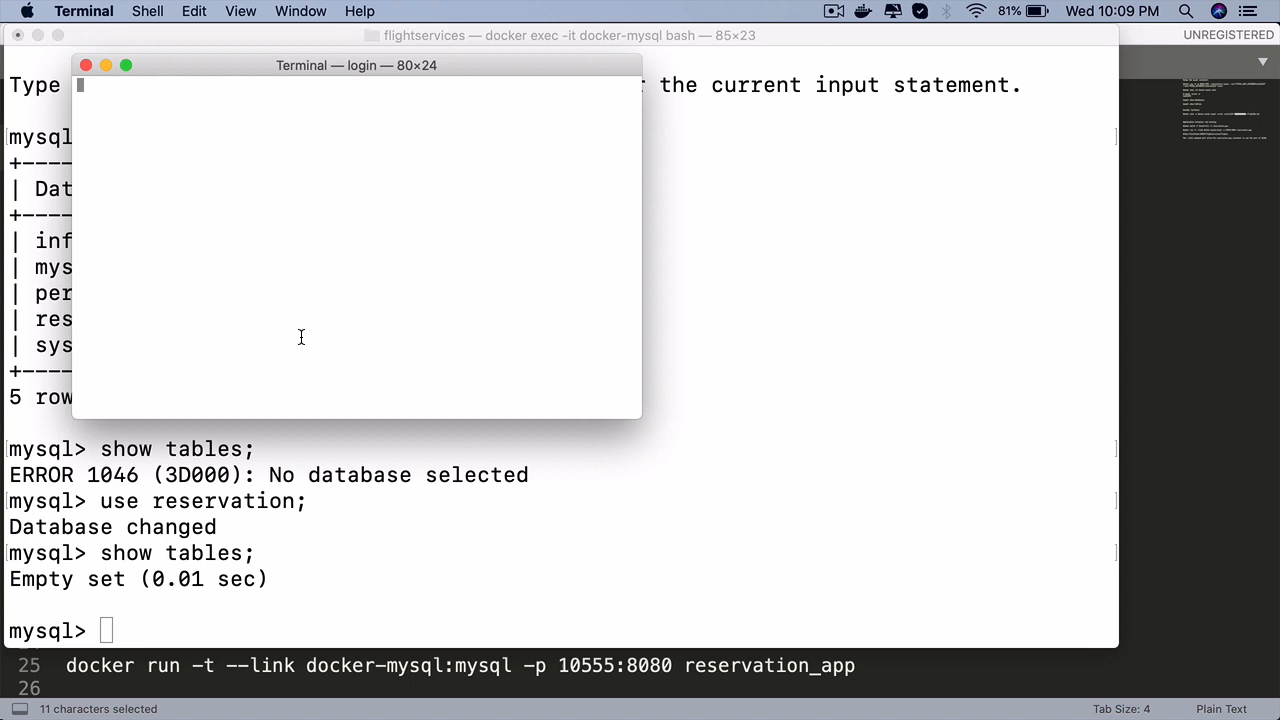 Terminal Shell Edit View Window Help 81% Wed 10:09 PM
flightservices — docker exec -it docker-mysql bash — 85×23 UNREGISTERED
Terminal — login — 80×24
Type the current input statement.
mysql
+----
| Dat
+----
| inf
| mys
| per
| res
| sys
+----
5 row
mysql> show tables;
ERROR 1046 (3D000): No database selected
mysql> use reservation;
Database changed
mysql> show tables;
Empty set (0.01 sec)
mysql>
25 docker run -t --link docker-mysql:mysql -p 10555:8080 reservation_app
26
11 characters selected Tab Size: 4 Plain Text